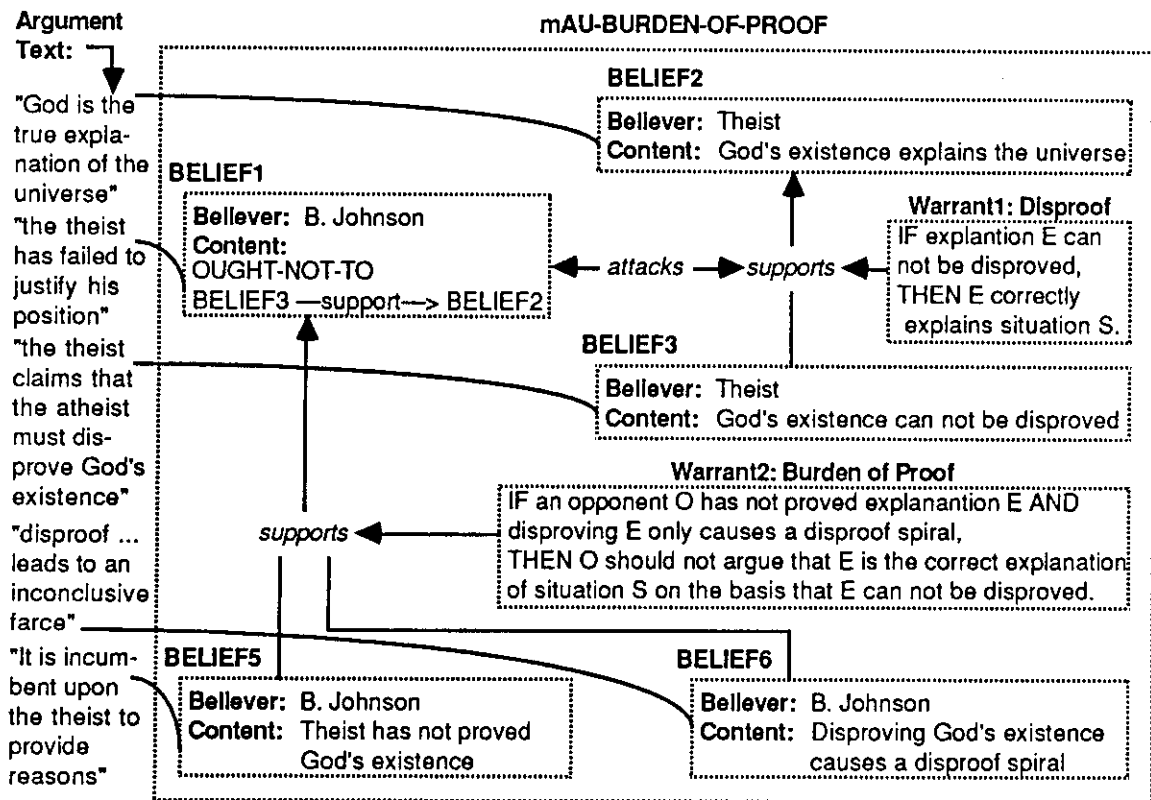 Argument
Text:
"God is the
true expla-
nation of the
universe"
"the theist
has failed to
justify his
position"
"the theist
claims that
the atheist
must dis-
prove God's
existence"
"disproof ...
leads to an
inconclusive
farce"
"It is incum-
bent upon
the theist to
provide
reasons"
mAU-BURDEN-OF-PROOF
BELIEF2
Believer: Theist
Content: God's existence explains the universe
BELIEF1
Believer: B. Johnson
Content:
OUGHT-NOT-TO
BELIEF3 —support—> BELIEF2
attacks
supports
Warrant1: Disproof
IF explantion E can
not be disproved,
THEN E correctly
explains situation S.
BELIEF3
Believer: Theist
Content: God's existence can not be disproved
Warrant2: Burden of Proof
IF an opponent O has not proved explanantion E AND
disproving E only causes a disproof spiral,
THEN O should not argue that E is the correct explanation
of situation S on the basis that E can not be disproved.
supports
BELIEF5
Believer: B. Johnson
Content: Theist has not proved
God's existence
BELIEF6
Believer: B. Johnson
Content: Disproving God's existence
causes a disproof spiral